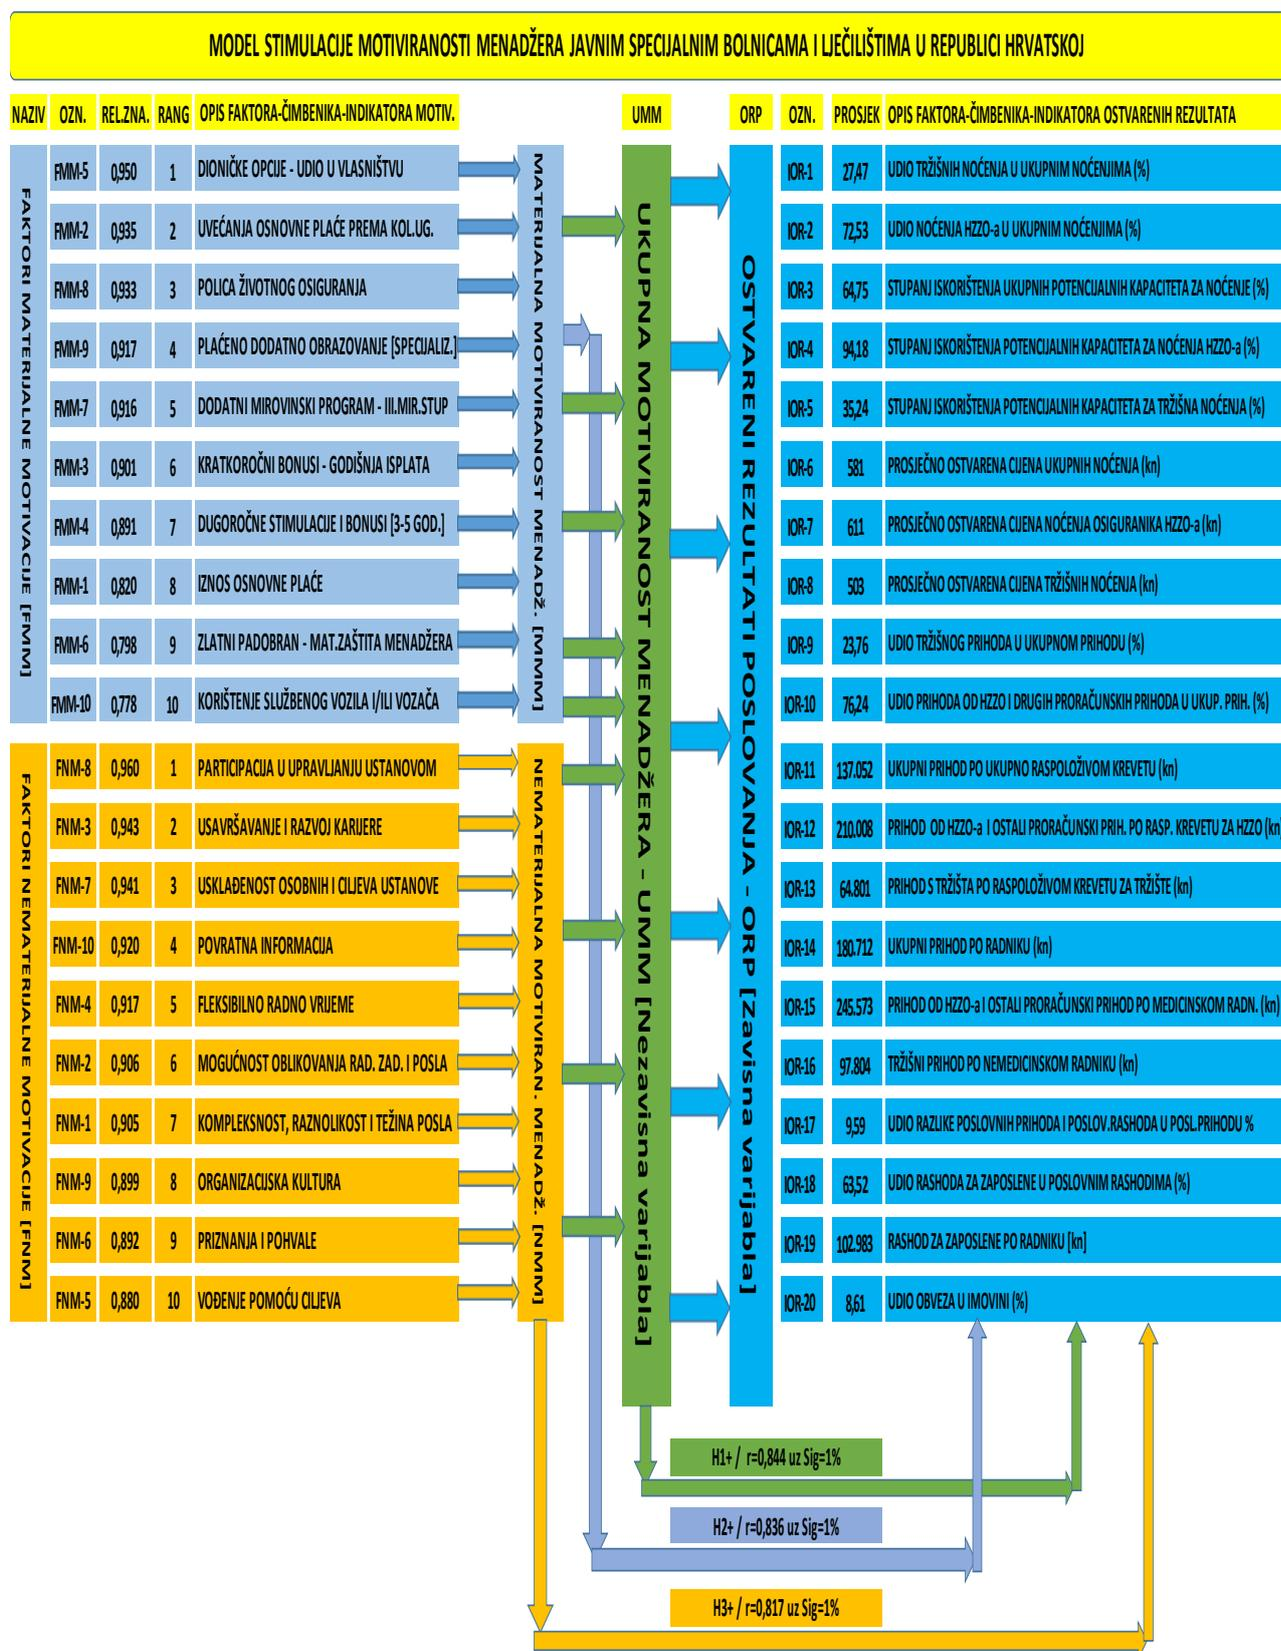 MODEL STIMULACIJE MOTIVIRANOSTI MENADŽERA JAVNIM SPECIJALNIM BOLNICAMA I LJEČILIŠTIMA U REPUBLICI HRVATSKOJ
NAZIV OZN. REL.ZNA. RANG OPIS FAKTORA-ČIMBENIKA-INDIKATORA MOTIV.
FAKTORI MATERIJALNE MOTIVACIJE [FMM]
FMM-5 0,950 1 DIONIČKE OPCIJE - UDIO U VLASNIŠTVU
FMM-2 0,935 2 UVEĆANJA OSNOVNE PLAĆE PREMA KOL.UG.
FMM-8 0,933 3 POLICA ŽIVOTNOG OSIGURANJA
FMM-9 0,917 4 PLAĆENO DODATNO OBRAZOVANJE [SPECIJALIZ.]
FMM-7 0,916 5 DODATNI MIROVINSKI PROGRAM - III.MIR.STUP
FMM-3 0,901 6 KRATKOROČNI BONUSI - GODIŠNJA ISPLATA
FMM-4 0,891 7 DUGOROČNE STIMULACIJE I BONUSI [3-5 GOD.]
FMM-1 0,820 8 IZNOS OSNOVNE PLAĆE
FMM-6 0,798 9 ZLATNI PADOBRAN - MAT.ZAŠTITA MENADŽERA
FMM-10 0,778 10 KORIŠTENJE SLUŽBENOG VOZILA I/ILI VOZAČA
FAKTORI NEMATERIJALNE MOTIVACIJE [FNM]
FNM-8 0,960 1 PARTICIPACIJA U UPRAVLJANJU USTANOVOM
FNM-3 0,943 2 USAVRŠAVANJE I RAZVOJ KARIJERE
FNM-7 0,941 3 USKLAĐENOST OSOBNIH I CILJEVA USTANOVE
FNM-10 0,920 4 POVRATNA INFORMACIJA
FNM-4 0,917 5 FLEKSIBILNO RADNO VRIJEME
FNM-2 0,906 6 MOGUĆNOST OBLIKOVANJA RAD. ZAD. I POSLA
FNM-1 0,905 7 KOMPLEKSNOST, RAZNOLIKOST I TEŽINA POSLA
FNM-9 0,899 8 ORGANIZACIJSKA KULTURA
FNM-6 0,892 9 PRIZNANJA I POHVALE
FNM-5 0,880 10 VOĐENJE POMOĆU CILJEVA
MATERIJALNA MOTIVIRANOST MENADŽ. [MMM]
NEMATERIJALNA MOTIVIRAN. MENADŽ. [NMM]
UMM
UKUPNA MOTIVIRANOST MENADŽERA - UMM [Nezavisna varijabla]
ORP
OSTVARENI REZULTATI POSLOVANJA - ORP [Zavisna varijabla]
OZN. PROSJEK OPIS FAKTORA-ČIMBENIKA-INDIKATORA OSTVARENIH REZULTATA
IOR-1 27,47 UDIO TRŽIŠNIH NOĆENJA U UKUPNIM NOĆENJIMA (%)
IOR-2 72,53 UDIO NOĆENJA HZZO-a U UKUPNIM NOĆENJIMA (%)
IOR-3 64,75 STUPANJ ISKORIŠTENJA UKUPNIH POTENCIJALNIH KAPACITETA ZA NOĆENJE (%)
IOR-4 94,18 STUPANJ ISKORIŠTENJA POTENCIJALNIH KAPACITETA ZA NOĆENJA HZZO-a (%)
IOR-5 35,24 STUPANJ ISKORIŠTENJA POTENCIJALNIH KAPACITETA ZA TRŽIŠNA NOĆENJA (%)
IOR-6 581 PROSJEČNO OSTVARENA CIJENA UKUPNIH NOĆENJA (kn)
IOR-7 611 PROSJEČNO OSTVARENA CIJENA NOĆENJA OSIGURANIKA HZZO-a (kn)
IOR-8 503 PROSJEČNO OSTVARENA CIJENA TRŽIŠNIH NOĆENJA (kn)
IOR-9 23,76 UDIO TRŽIŠNOG PRIHODA U UKUPNOM PRIHODU (%)
IOR-10 76,24 UDIO PRIHODA OD HZZO I DRUGIH PRORAČUNSKIH PRIHODA U UKUP. PRIH. (%)
IOR-11 137.052 UKUPNI PRIHOD PO UKUPNO RASPOLOŽIVOM KREVETU (kn)
IOR-12 210.008 PRIHOD OD HZZO-a I OSTALI PRORAČUNSKI PRIH. PO RASP. KREVETU ZA HZZO (kn)
IOR-13 64.801 PRIHOD S TRŽIŠTA PO RASPOLOŽIVOM KREVETU ZA TRŽIŠTE (kn)
IOR-14 180.712 UKUPNI PRIHOD PO RADNIKU (kn)
IOR-15 245.573 PRIHOD OD HZZO-a I OSTALI PRORAČUNSKI PRIHOD PO MEDICINSKOM RADN. (kn)
IOR-16 97.804 TRŽIŠNI PRIHOD PO NEMEDICINSKOM RADNIKU (kn)
IOR-17 9,59 UDIO RAZLIKE POSLOVNIH PRIHODA I POSLOV.RASHODA U POSL.PRIHODU %
IOR-18 63,52 UDIO RASHODA ZA ZAPOSLENE U POSLOVNIM RASHODIMA (%)
IOR-19 102.983 RASHOD ZA ZAPOSLENE PO RADNIKU [kn]
IOR-20 8,61 UDIO OBVEZA U IMOVINI (%)
H1+ / r=0,844 uz Sig=1%
H2+ / r=0,836 uz Sig=1%
H3+ / r=0,817 uz Sig=1%